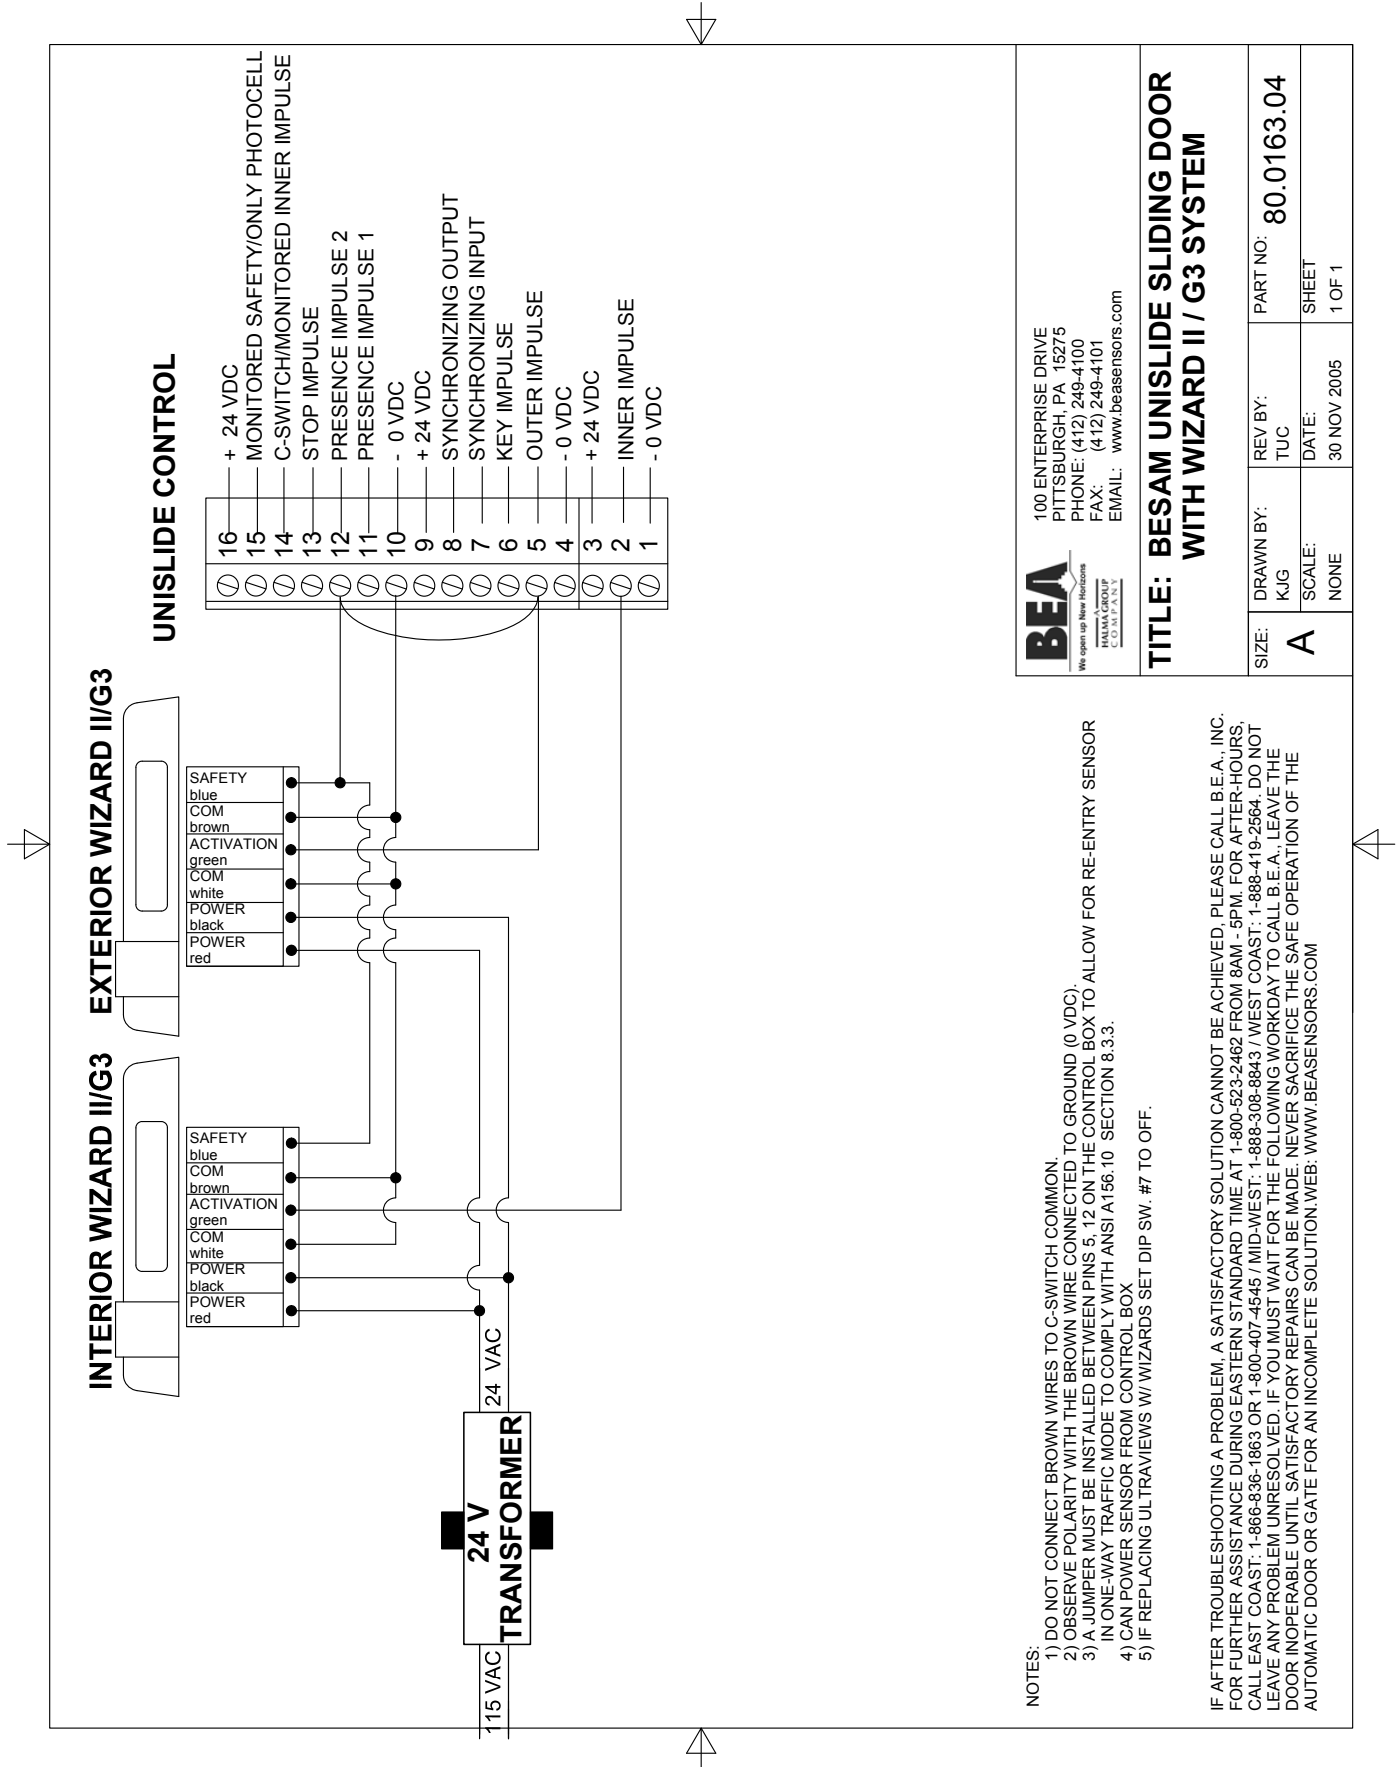 INTERIOR WIZARD II/G3
SAFETY
blue
COM
brown
ACTIVATION
green
COM
white
POWER
black
POWER
red
EXTERIOR WIZARD II/G3
SAFETY
blue
COM
brown
ACTIVATION
green
COM
white
POWER
black
POWER
red
UNISLIDE CONTROL
16 + 24 VDC
15 MONITORED SAFETY/ONLY PHOTOCELL
14 C-SWITCH/MONITORED INNER IMPULSE
13 STOP IMPULSE
12 PRESENCE IMPULSE 2
11 PRESENCE IMPULSE 1
10 - 0 VDC
9 + 24 VDC
8 SYNCHRONIZING OUTPUT
7 SYNCHRONIZING INPUT
6 KEY IMPULSE
5 OUTER IMPULSE
4 - 0 VDC
3 + 24 VDC
2 INNER IMPULSE
1 - 0 VDC
115 VAC
24 V
TRANSFORMER
24 VAC
NOTES:
1) DO NOT CONNECT BROWN WIRES TO C-SWITCH COMMON.
2) OBSERVE POLARITY WITH THE BROWN WIRE CONNECTED TO GROUND (0 VDC).
3) A JUMPER MUST BE INSTALLED BETWEEN PINS 5, 12 ON THE CONTROL BOX TO ALLOW FOR RE-ENTRY SENSOR
IN ONE-WAY TRAFFIC MODE TO COMPLY WITH ANSI A156.10 SECTION 8.3.3.
4) CAN POWER SENSOR FROM CONTROL BOX
5) IF REPLACING ULTRAVIEWS W/ WIZARDS SET DIP SW. #7 TO OFF.
IF AFTER TROUBLESHOOTING A PROBLEM, A SATISFACTORY SOLUTION CANNOT BE ACHIEVED, PLEASE CALL B.E.A., INC.
FOR FURTHER ASSISTANCE DURING EASTERN STANDARD TIME AT 1-800-523-2462 FROM 8AM - 5PM. FOR AFTER-HOURS,
CALL EAST COAST: 1-866-836-1863 OR 1-800-407-4545 / MID-WEST: 1-888-308-8843 / WEST COAST: 1-888-419-2564. DO NOT
LEAVE ANY PROBLEM UNRESOLVED. IF YOU MUST WAIT FOR THE FOLLOWING WORKDAY TO CALL B.E.A., LEAVE THE
DOOR INOPERABLE UNTIL SATISFACTORY REPAIRS CAN BE MADE. NEVER SACRIFICE THE SAFE OPERATION OF THE
AUTOMATIC DOOR OR GATE FOR AN INCOMPLETE SOLUTION.WEB: WWW.BEASENSORS.COM
BEA
We open up New Horizons
A
HALMA GROUP
COMPANY
100 ENTERPRISE DRIVE
PITTSBURGH, PA 15275
PHONE: (412) 249-4100
FAX: (412) 249-4101
EMAIL: www.beasensors.com
TITLE: BESAM UNISLIDE SLIDING DOOR
WITH WIZARD II / G3 SYSTEM
SIZE:
A
DRAWN BY:
KJG
REV BY:
TUC
PART NO:
80.0163.04
SCALE:
NONE
DATE:
30 NOV 2005
SHEET
1 OF 1